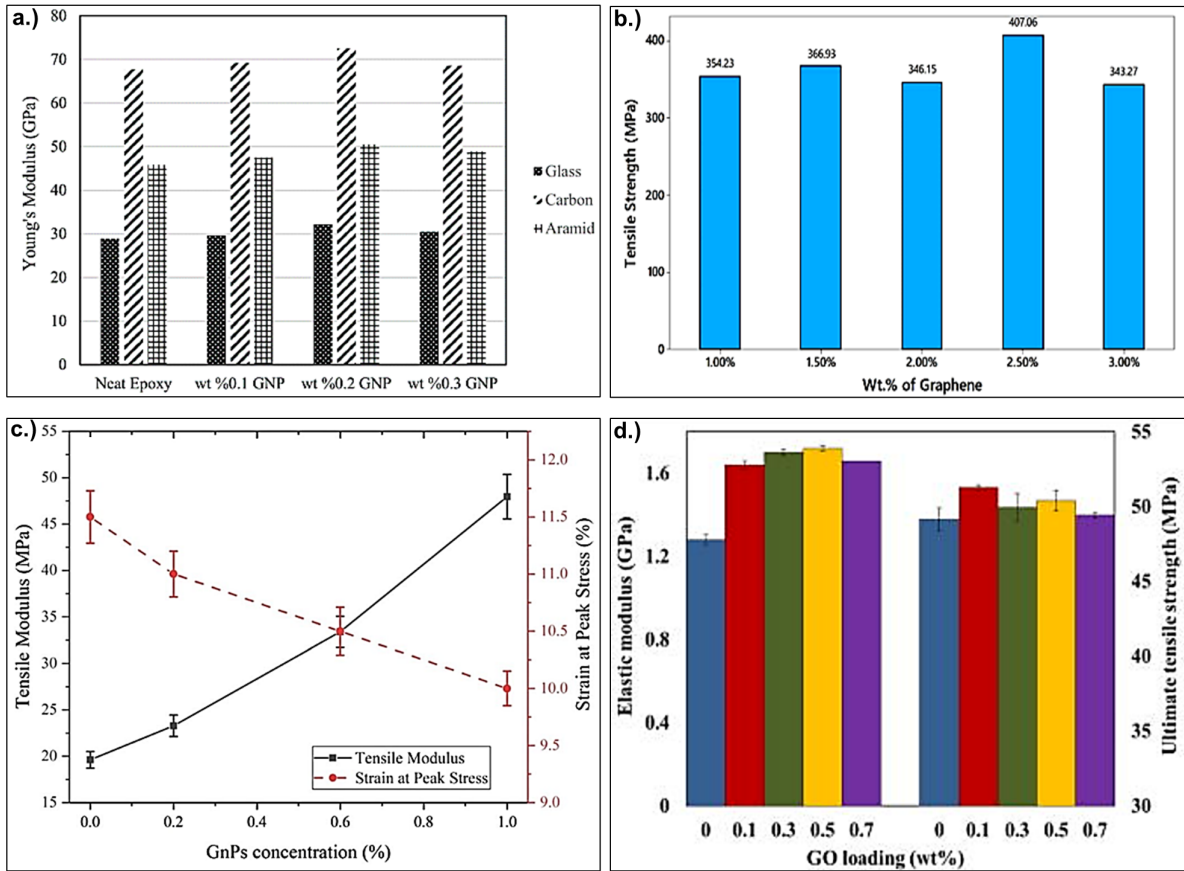 a.)
80
70
60
50
40
30
20
10
0
Young's Modulus (GPa)
Neat Epoxy
wt %0.1 GNP
wt %0.2 GNP
wt %0.3 GNP
Glass
Carbon
Aramid
b.)
400
300
200
100
0
Tensile Strength (MPa)
354.23
366.93
346.15
407.06
343.27
1.00%
1.50%
2.00%
2.50%
3.00%
Wt.% of Graphene
c.)
55
50
45
40
35
30
25
20
15
Tensile Modulus (MPa)
12.0
11.5
11.0
10.5
10.0
9.5
9.0
Strain at Peak Stress (%)
Tensile Modulus
Strain at Peak Stress
0.0
0.2
0.4
0.6
0.8
1.0
GnPs concentration (%)
d.)
1.6
1.2
0.8
0.4
0
Elastic modulus (GPa)
55
50
45
40
35
30
Ultimate tensile strength (MPa)
0 0.1 0.3 0.5 0.7
0 0.1 0.3 0.5 0.7
GO loading (wt%)